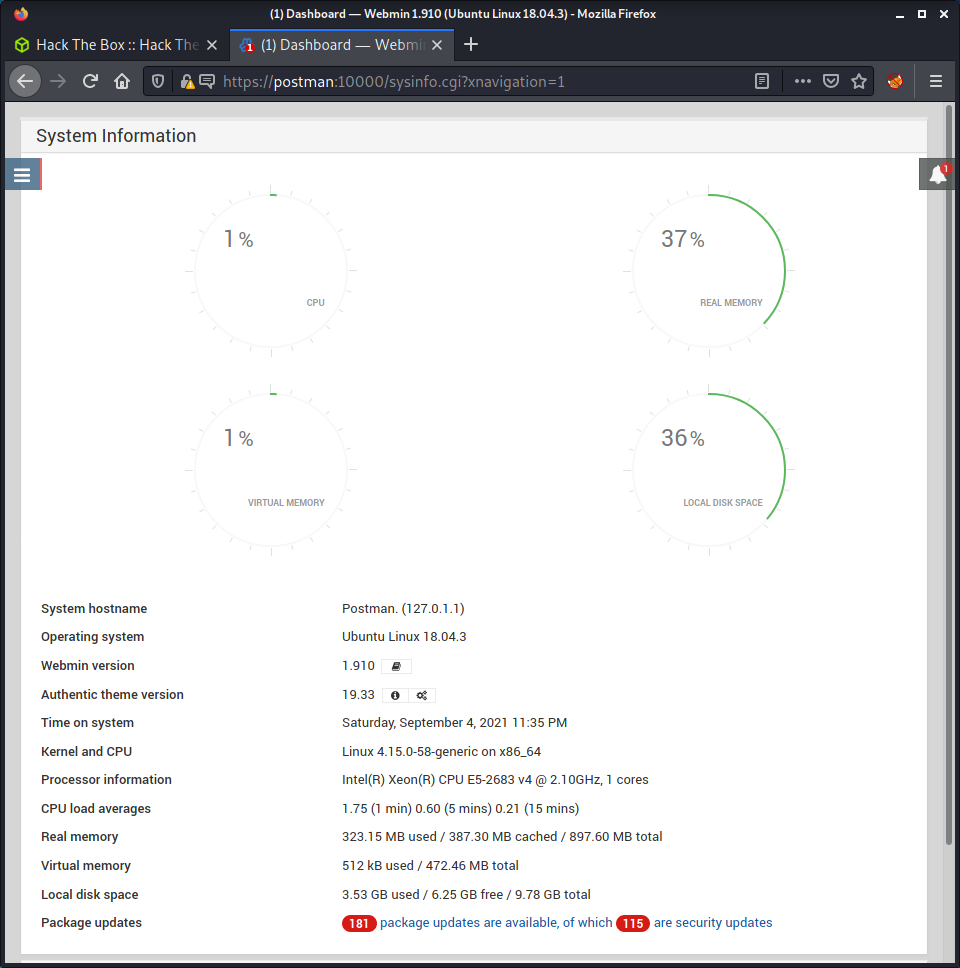 (1) Dashboard — Webmin 1.910 (Ubuntu Linux 18.04.3) - Mozilla Firefox
Hack The Box :: Hack The
1 (1) Dashboard — Webmi
https://postman:10000/sysinfo.cgi?xnavigation=1
System Information
1
1%
CPU
37%
REAL MEMORY
1%
VIRTUAL MEMORY
36%
LOCAL DISK SPACE
System hostname Postman. (127.0.1.1)
Operating system Ubuntu Linux 18.04.3
Webmin version 1.910
Authentic theme version 19.33
Time on system Saturday, September 4, 2021 11:35 PM
Kernel and CPU Linux 4.15.0-58-generic on x86_64
Processor information Intel(R) Xeon(R) CPU E5-2683 v4 @ 2.10GHz, 1 cores
CPU load averages 1.75 (1 min) 0.60 (5 mins) 0.21 (15 mins)
Real memory 323.15 MB used / 387.30 MB cached / 897.60 MB total
Virtual memory 512 kB used / 472.46 MB total
Local disk space 3.53 GB used / 6.25 GB free / 9.78 GB total
Package updates 181 package updates are available, of which 115 are security updates